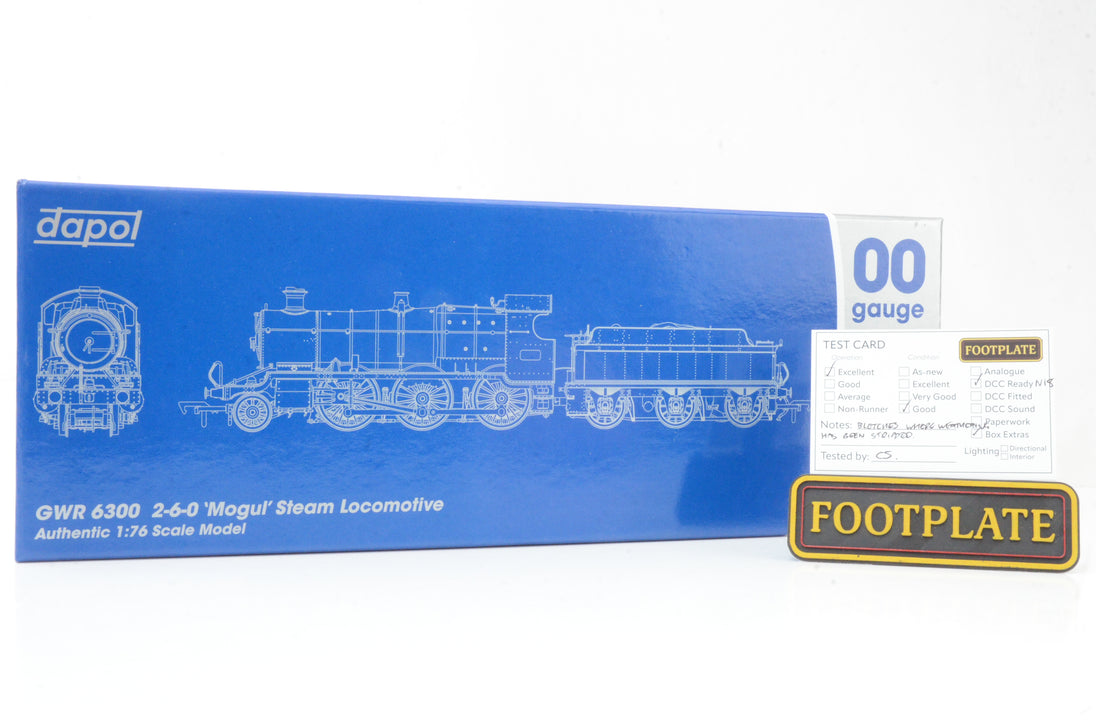 dapol
00
gauge
GWR 6300 2-6-0 'Mogul' Steam Locomotive
Authentic 1:76 Scale Model
TEST CARD
FOOTPLATE
Operation
Condition
Excellent
Good
Average
Non-Runner
As-new
Excellent
Very Good
Good
Analogue
DCC Ready N18
DCC Fitted
DCC Sound
Paperwork
Box Extras
Notes: BLOTCHES WHERE WEATHERING
HAS BEEN STRIPPED
Lighting
Directional
Interior
Tested by: CS.
FOOTPLATE